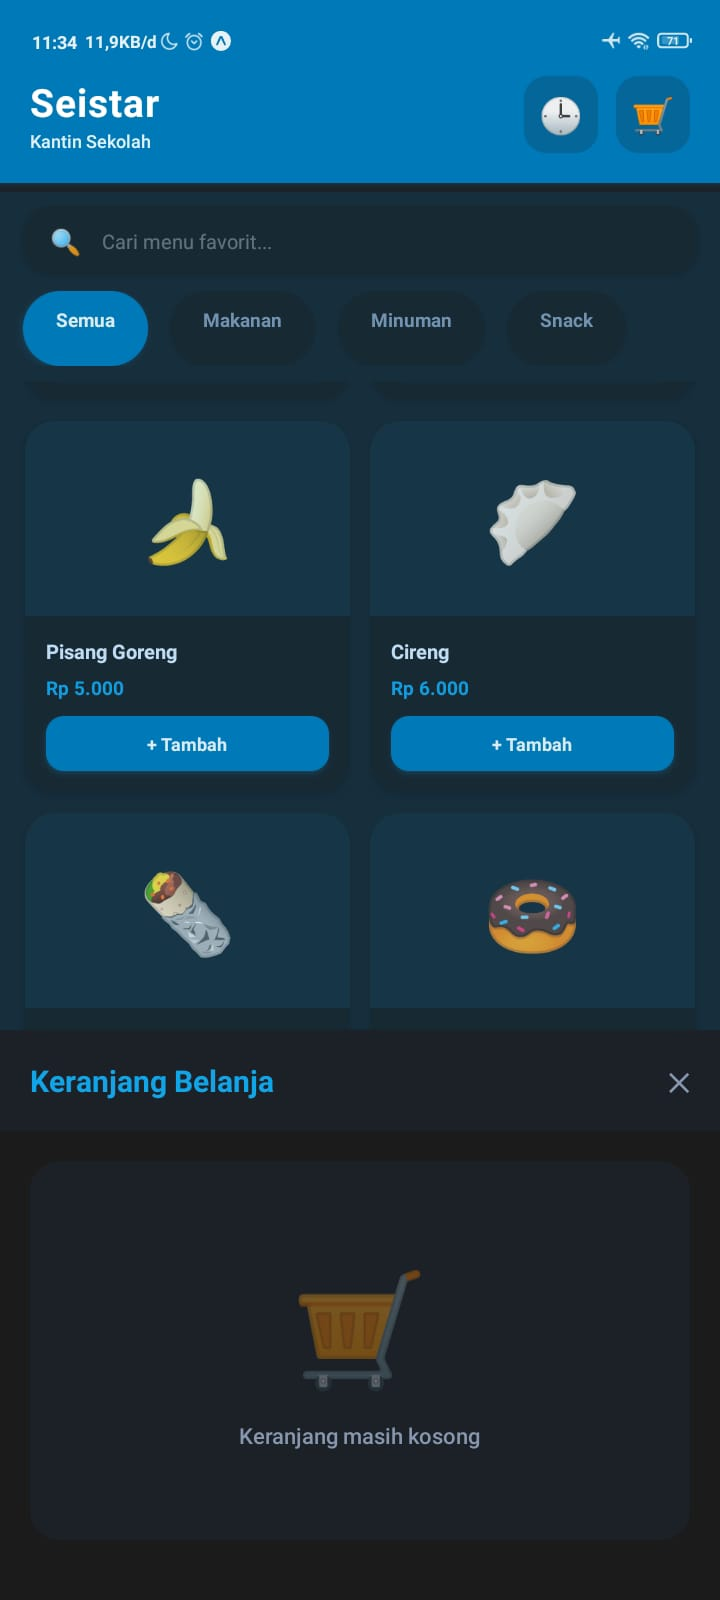 11:34 11,9KB/d
71
Seistar
Kantin Sekolah
Cari menu favorit...
Semua
Makanan
Minuman
Snack
Pisang Goreng
Rp 5.000
+ Tambah
Cireng
Rp 6.000
+ Tambah
Keranjang Belanja
Keranjang masih kosong